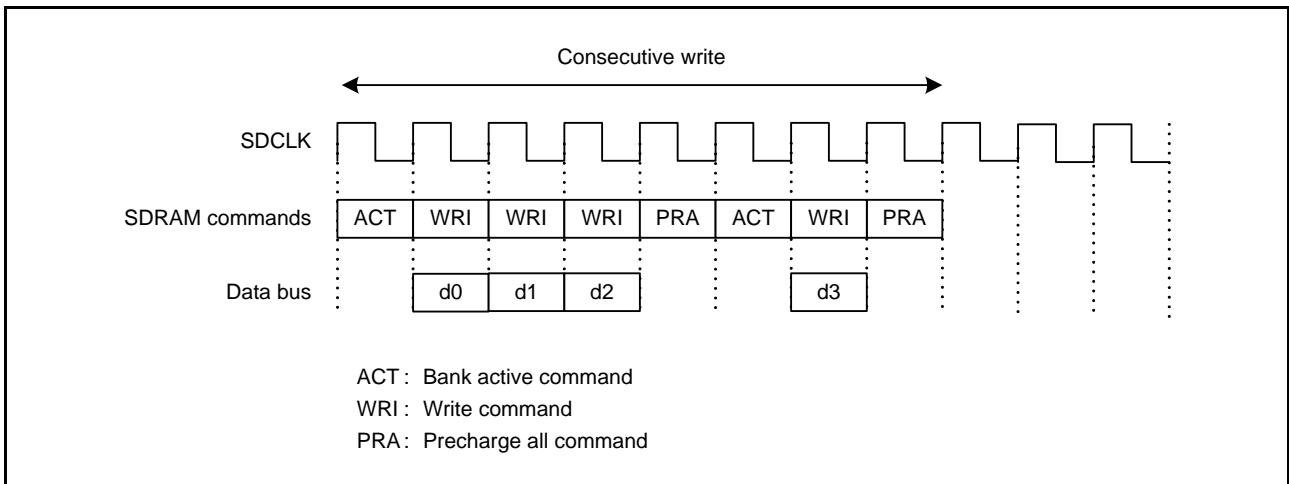 Consecutive write
SDCLK
SDRAM commands ACT WRI WRI WRI PRA ACT WRI PRA
Data bus d0 d1 d2 d3
ACT : Bank active command
WRI : Write command
PRA : Precharge all command